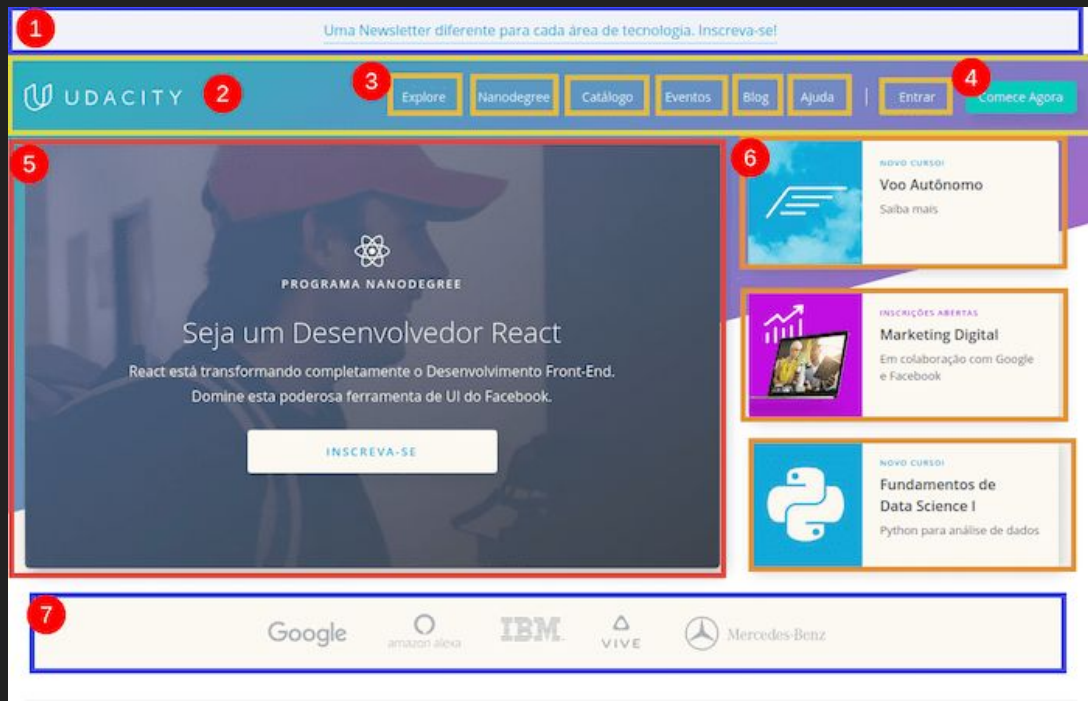 1
Uma Newsletter diferente para cada área de tecnologia. Inscreva-se!
UDACITY
2
3
Explore
Nanodegree
Catálogo
Eventos
Blog
Ajuda
Entrar
4
Comece Agora
5
PROGRAMA NANODEGREE
Seja um Desenvolvedor React
React está transformando completamente o Desenvolvimento Front-End.
Domine esta poderosa ferramenta de UI do Facebook.
INSCREVA-SE
6
NOVO CURSO!
Voo Autônomo
Saiba mais
INSCRIÇÕES ABERTAS
Marketing Digital
Em colaboração com Google
e Facebook
NOVO CURSO!
Fundamentos de
Data Science I
Python para análise de dados
7
Google
amazon alexa
IBM
VIVE
Mercedes-Benz